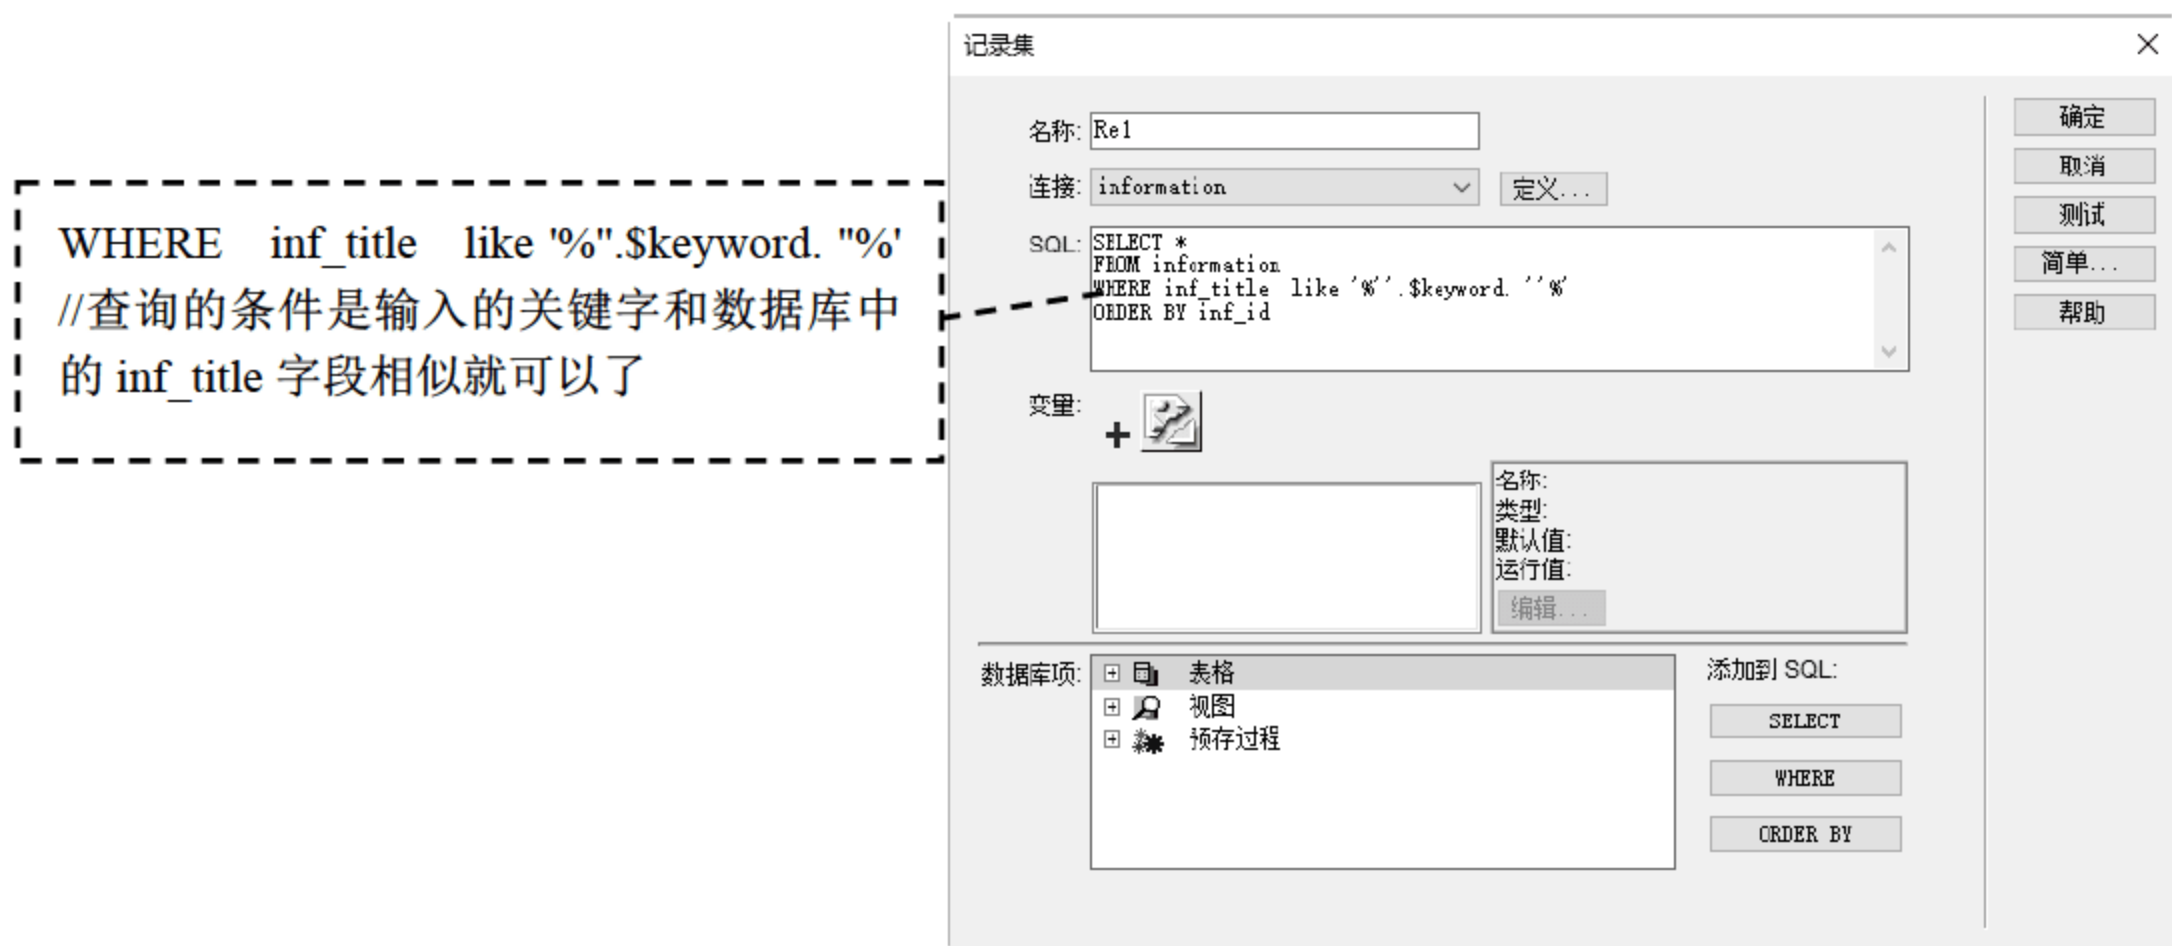 WHERE inf_title like '%".$keyword. "%'
//查询的条件是输入的关键字和数据库中
的 inf_title 字段相似就可以了
记录集
名称: Re1
连接: information 定义...
SQL: SELECT *
FROM information
WHERE inf_title like '%''.$keyword. ''%'
ORDER BY inf_id
变量:
名称:
类型:
默认值:
运行值:
编辑...
数据库项: 表格
视图
预存过程
添加到 SQL:
SELECT
WHERE
ORDER BY
确定
取消
测试
简单...
帮助